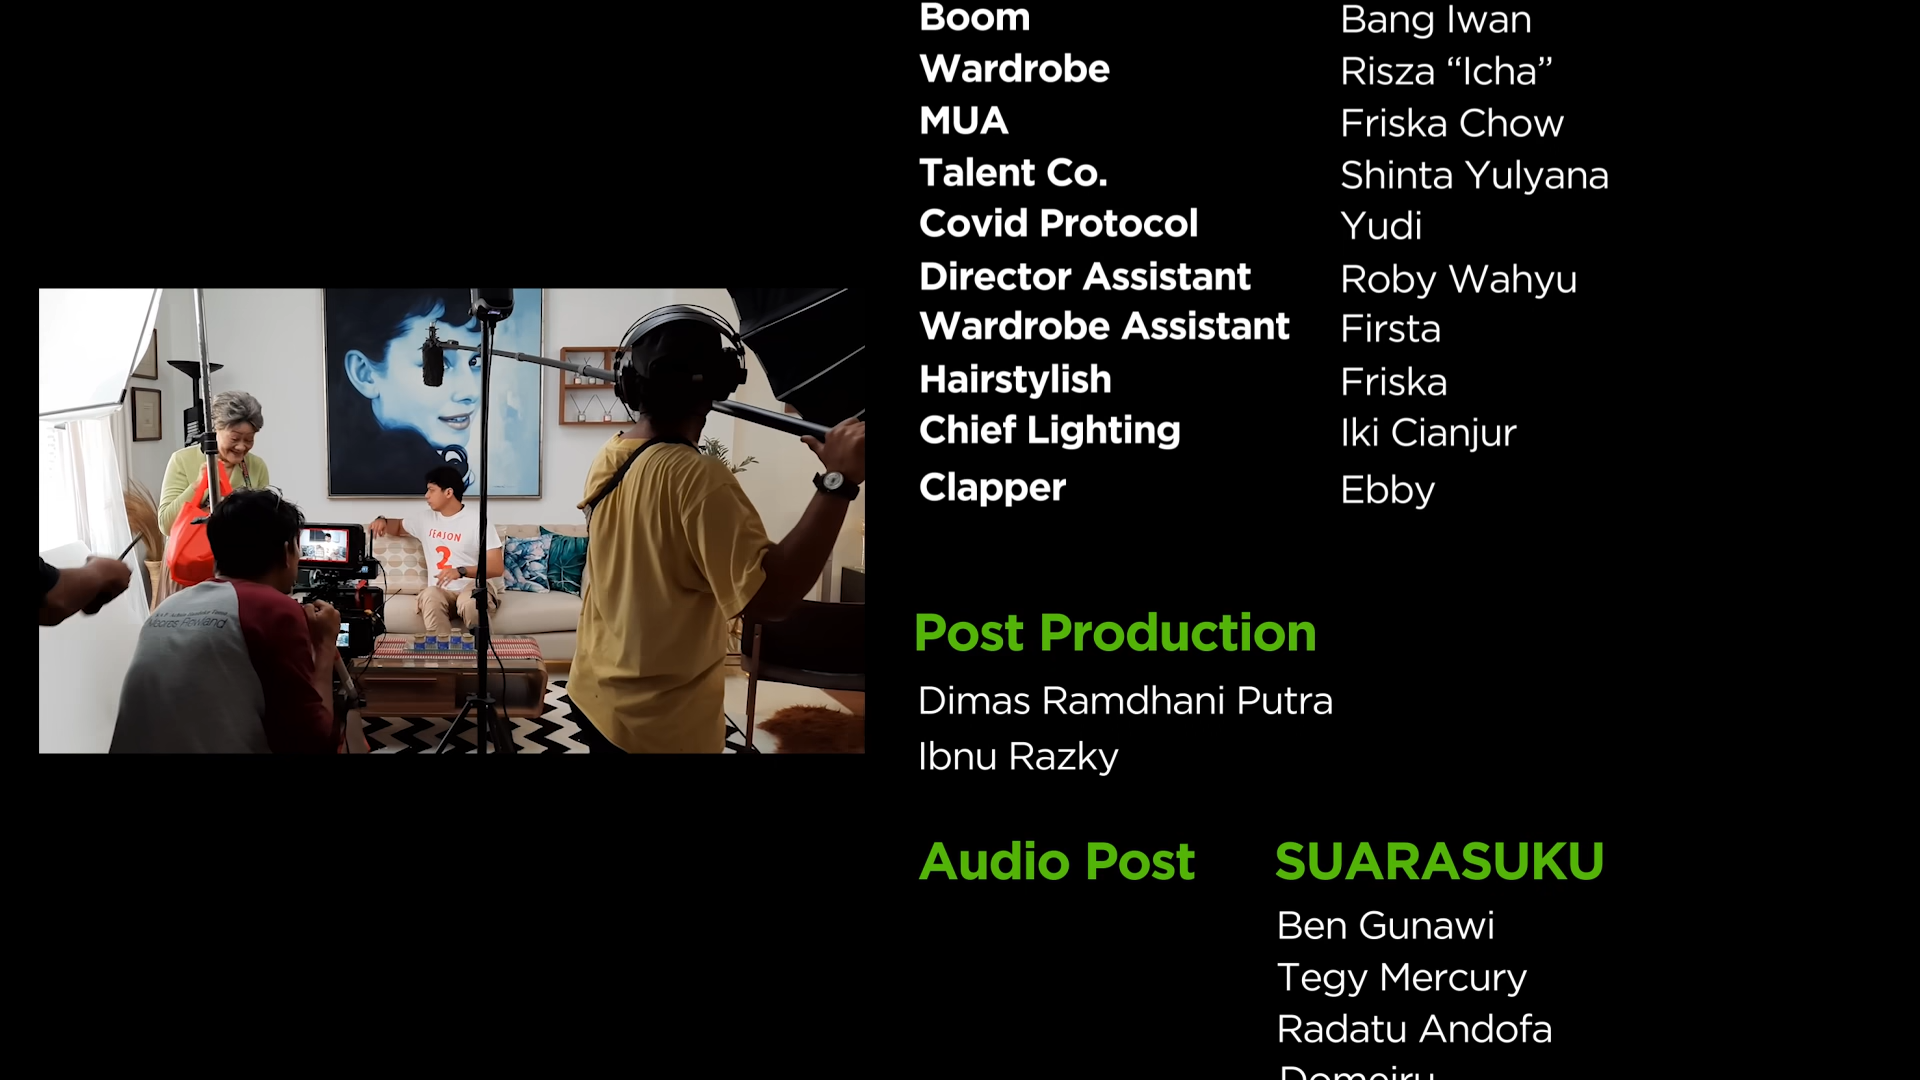 Boom Bang Iwan
Wardrobe Risza “Icha”
MUA Friska Chow
Talent Co. Shinta Yulyana
Covid Protocol Yudi
Director Assistant Roby Wahyu
Wardrobe Assistant Firsta
Hairstylish Friska
Chief Lighting Iki Cianjur
Clapper Ebby
SEASON
2
Post Production
Dimas Ramdhani Putra
Ibnu Razky
Audio Post SUARASUKU
Ben Gunawi
Tegy Mercury
Radatu Andofa